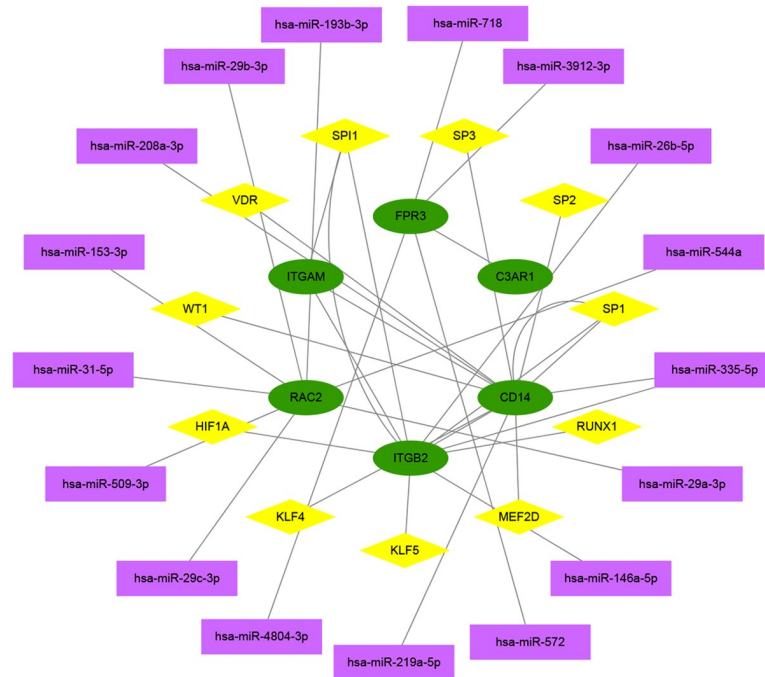 hsa-miR-193b-3p
hsa-miR-718
hsa-miR-29b-3p
hsa-miR-3912-3p
SPI1
SP3
hsa-miR-208a-3p
hsa-miR-26b-5p
VDR
SP2
FPR3
hsa-miR-153-3p
hsa-miR-544a
ITGAM
C3AR1
WT1
SP1
hsa-miR-31-5p
hsa-miR-335-5p
RAC2
CD14
HIF1A
RUNX1
ITGB2
hsa-miR-509-3p
hsa-miR-29a-3p
KLF4
MEF2D
KLF5
hsa-miR-29c-3p
hsa-miR-146a-5p
hsa-miR-4804-3p
hsa-miR-572
hsa-miR-219a-5p